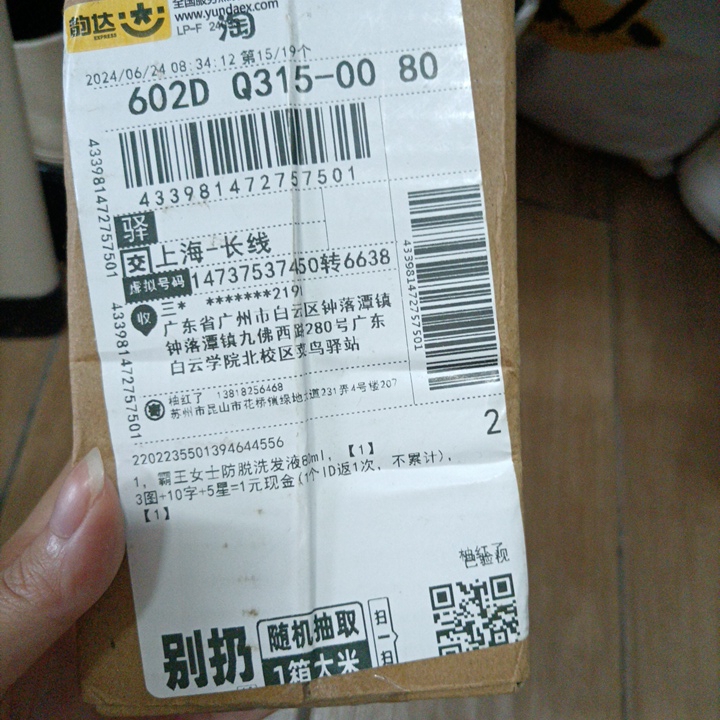 韵达
EXPRESS
www.yundaex.com
LP-F
淘
2024/06/24 08:34:12 第15/19个
602D Q315-00 80
433981472757501
433981472757501
驿
交 上海-长线
虚拟号码 14737537450转6638
收
三* *******219
广东省广州市白云区钟落潭镇
钟落潭镇九佛西路280号广东
白云学院北校区菜鸟驿站
433981472757501
433981472757501
寄
柚红了 13818256468
苏州市昆山市花桥镇绿地大道231弄4号楼207
2
2202235501394644556
1, 霸王女士防脱洗发液80ml, 【1】
3图+10字+5星=1元现金(1个ID返1次, 不累计),
【1】
柚红了
已验视
别扔
随机抽取
1箱大米
扫一扫